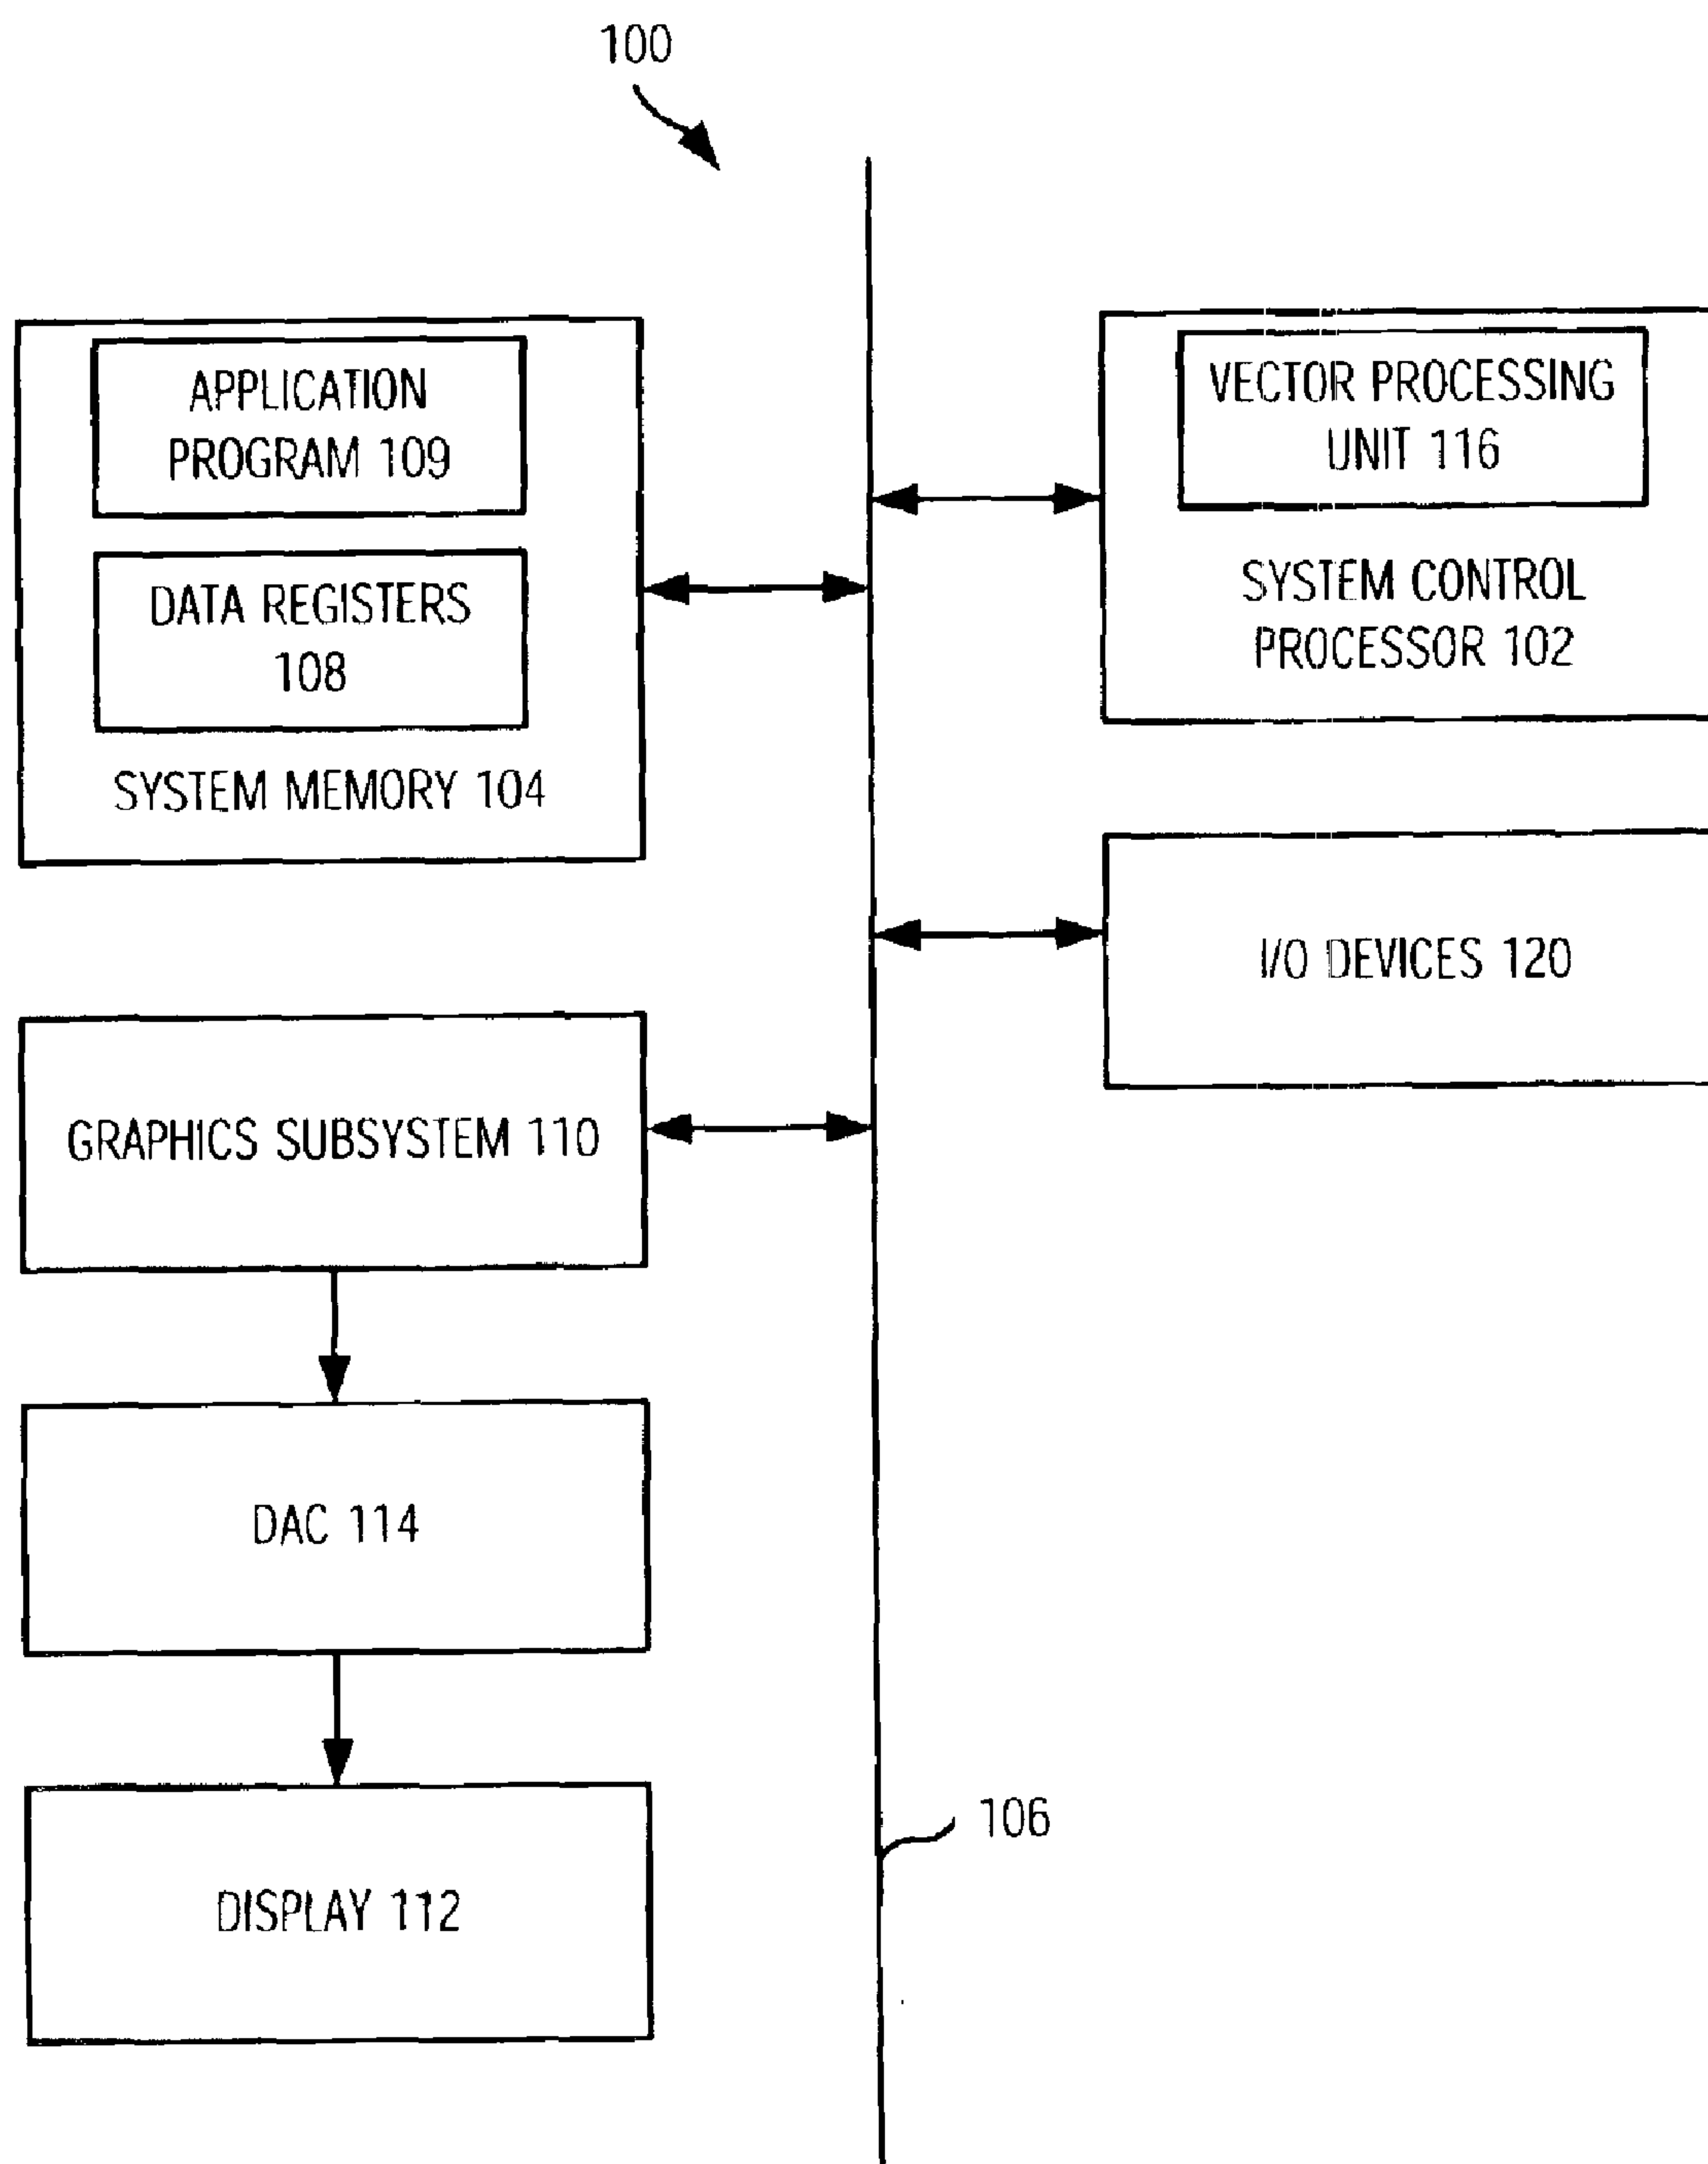 100
APPLICATION
PROGRAM 109
DATA REGISTERS
108
SYSTEM MEMORY 104
VECTOR PROCESSING
UNIT 116
SYSTEM CONTROL
PROCESSOR 102
I/O DEVICES 120
GRAPHICS SUBSYSTEM 110
DAC 114
106
DISPLAY 112